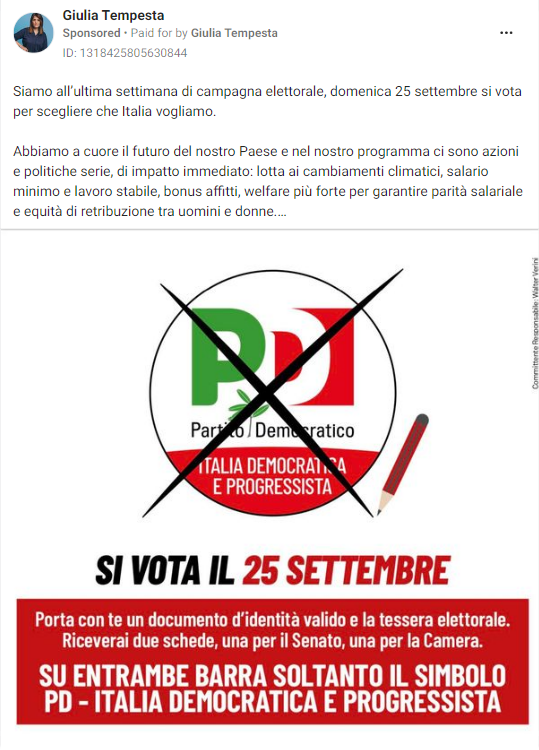 Giulia Tempesta
Sponsored • Paid for by Giulia Tempesta
ID: 1318425805630844
Siamo all'ultima settimana di campagna elettorale, domenica 25 settembre si vota
per scegliere che Italia vogliamo.
Abbiamo a cuore il futuro del nostro Paese e nel nostro programma ci sono azioni
e politiche serie, di impatto immediato: lotta ai cambiamenti climatici, salario
minimo e lavoro stabile, bonus affitti, welfare più forte per garantire parità salariale
e equità di retribuzione tra uomini e donne....
Committente Responsabile: Walter Verini
PD
Partito Democratico
ITALIA DEMOCRATICA
E PROGRESSISTA
SI VOTA IL 25 SETTEMBRE
Porta con te un documento d'identità valido e la tessera elettorale.
Riceverai due schede, una per il Senato, una per la Camera.
SU ENTRAMBE BARRA SOLTANTO IL SIMBOLO
PD - ITALIA DEMOCRATICA E PROGRESSISTA